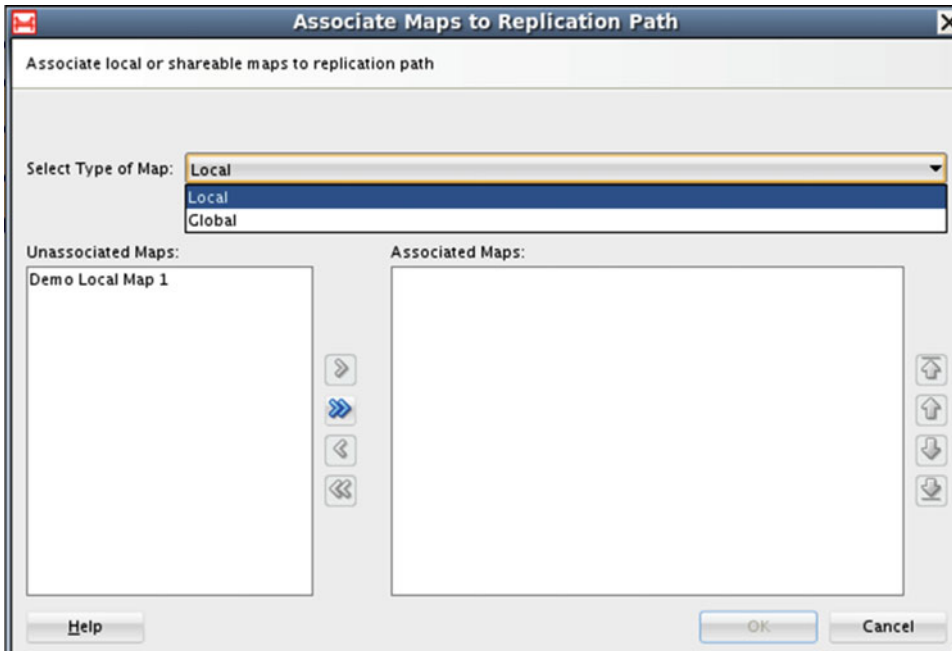 Associate Maps to Replication Path
Associate local or shareable maps to replication path
Select Type of Map: Local
Local
Global
Unassociated Maps: Associated Maps:
Demo Local Map 1
Help OK Cancel